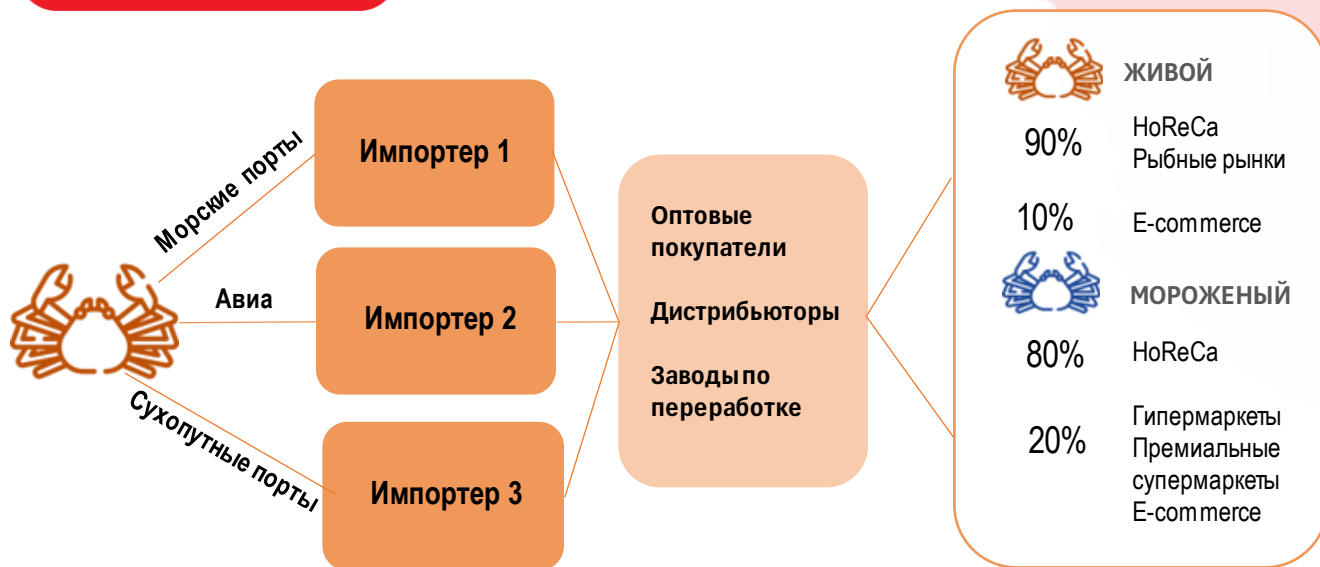 Морские порты
Авиа
Сухопутные порты
Импортер 1
Импортер 2
Импортер 3
Оптовые
покупатели
Дистрибьюторы
Заводы по
переработке
ЖИВОЙ
90%
HoReCa
Рыбные рынки
10%
E-commerce
МОРОЖЕНЫЙ
80%
HoReCa
20%
Гипермаркеты
Премиальные
супермаркеты
E-commerce